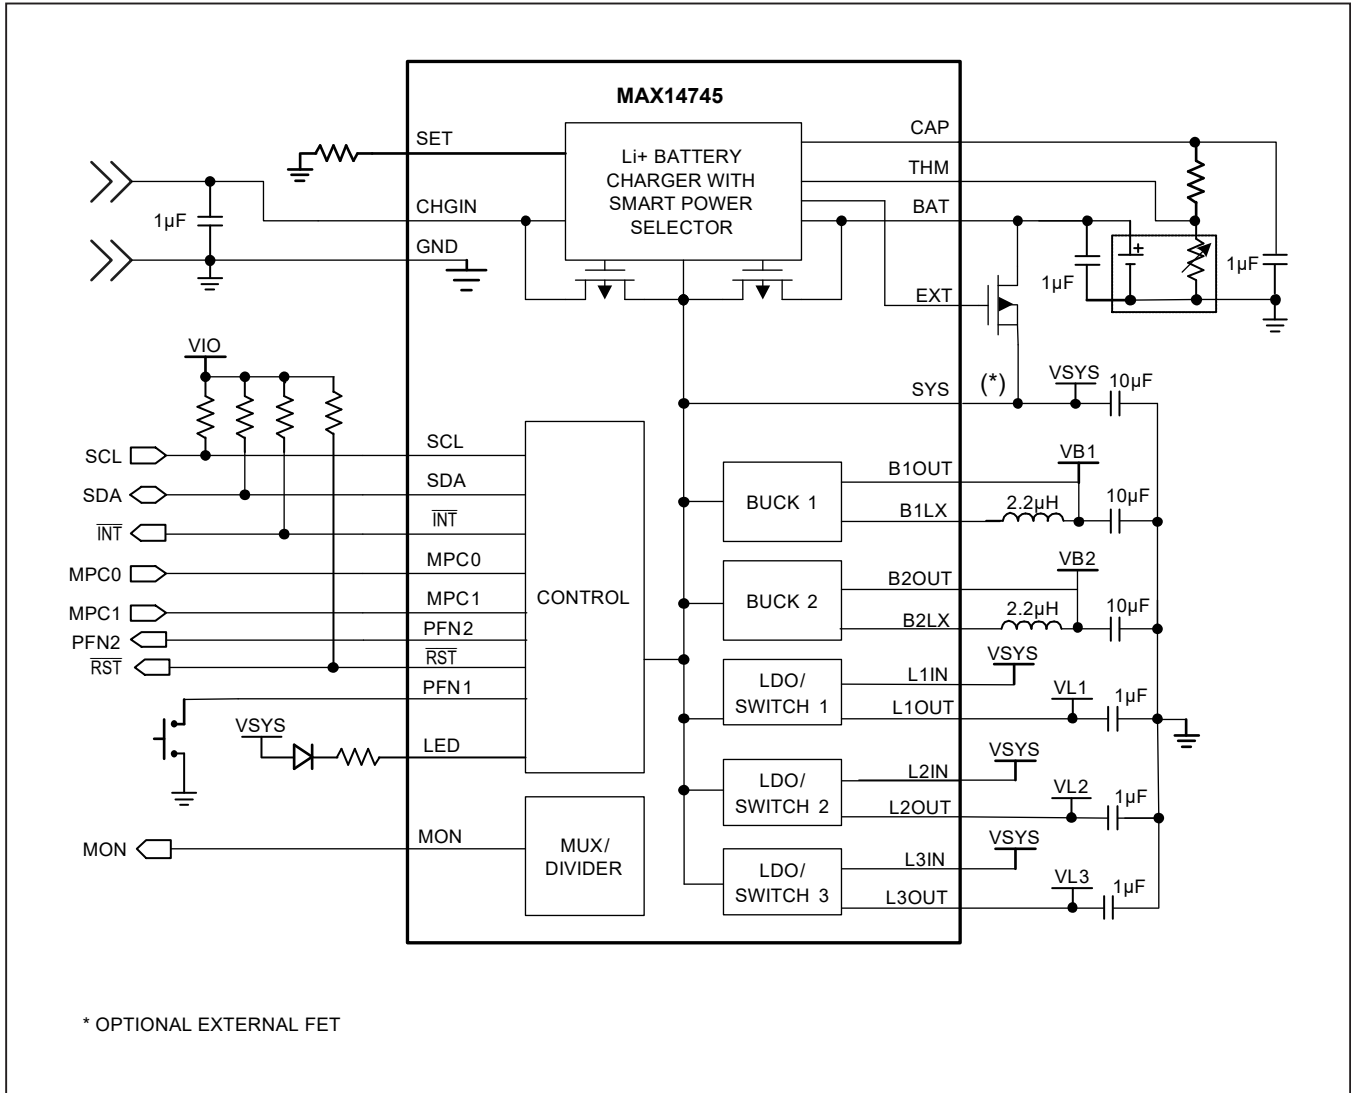 MAX14745
SET
CHGIN
GND
1µF
Li+ BATTERY
CHARGER WITH
SMART POWER
SELECTOR
CAP
THM
BAT
EXT
SYS
1µF
+
1µF
(*)
VSYS
10µF
VIO
SCL
SDA
INT
MPC0
MPC1
PFN2
RST
SCL
SDA
INT
MPC0
MPC1
PFN2
RST
PFN1
LED
VSYS
CONTROL
MON
MON
MUX/
DIVIDER
BUCK 1
B1OUT
B1LX
VB1
2.2µH
10µF
BUCK 2
B2OUT
B2LX
VB2
2.2µH
10µF
LDO/
SWITCH 1
L1IN
L1OUT
VSYS
VL1
1µF
LDO/
SWITCH 2
L2IN
L2OUT
VSYS
VL2
1µF
LDO/
SWITCH 3
L3IN
L3OUT
VSYS
VL3
1µF
* OPTIONAL EXTERNAL FET